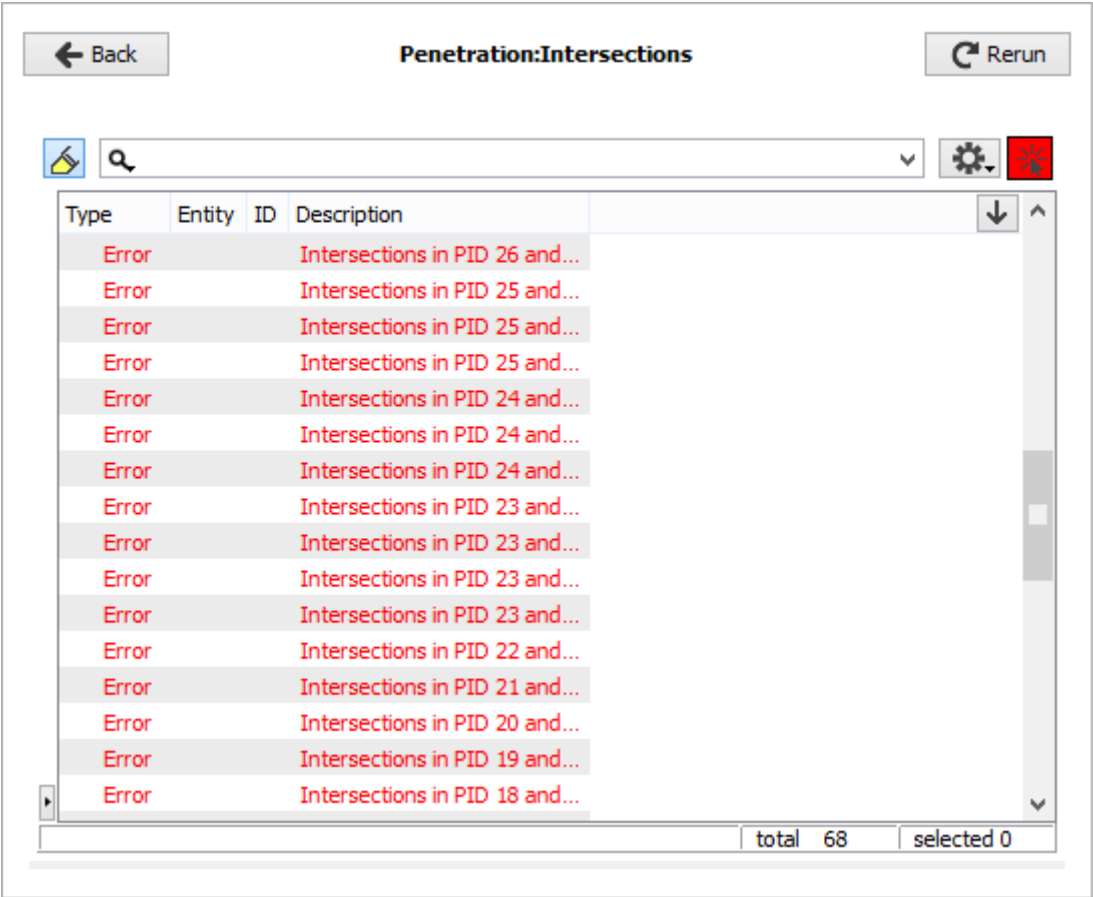 Back Penetration:Intersections Rerun
Type Entity ID Description
Error Intersections in PID 26 and...
Error Intersections in PID 25 and...
Error Intersections in PID 25 and...
Error Intersections in PID 25 and...
Error Intersections in PID 24 and...
Error Intersections in PID 24 and...
Error Intersections in PID 24 and...
Error Intersections in PID 23 and...
Error Intersections in PID 23 and...
Error Intersections in PID 23 and...
Error Intersections in PID 23 and...
Error Intersections in PID 22 and...
Error Intersections in PID 21 and...
Error Intersections in PID 20 and...
Error Intersections in PID 19 and...
Error Intersections in PID 18 and...
total 68 selected 0